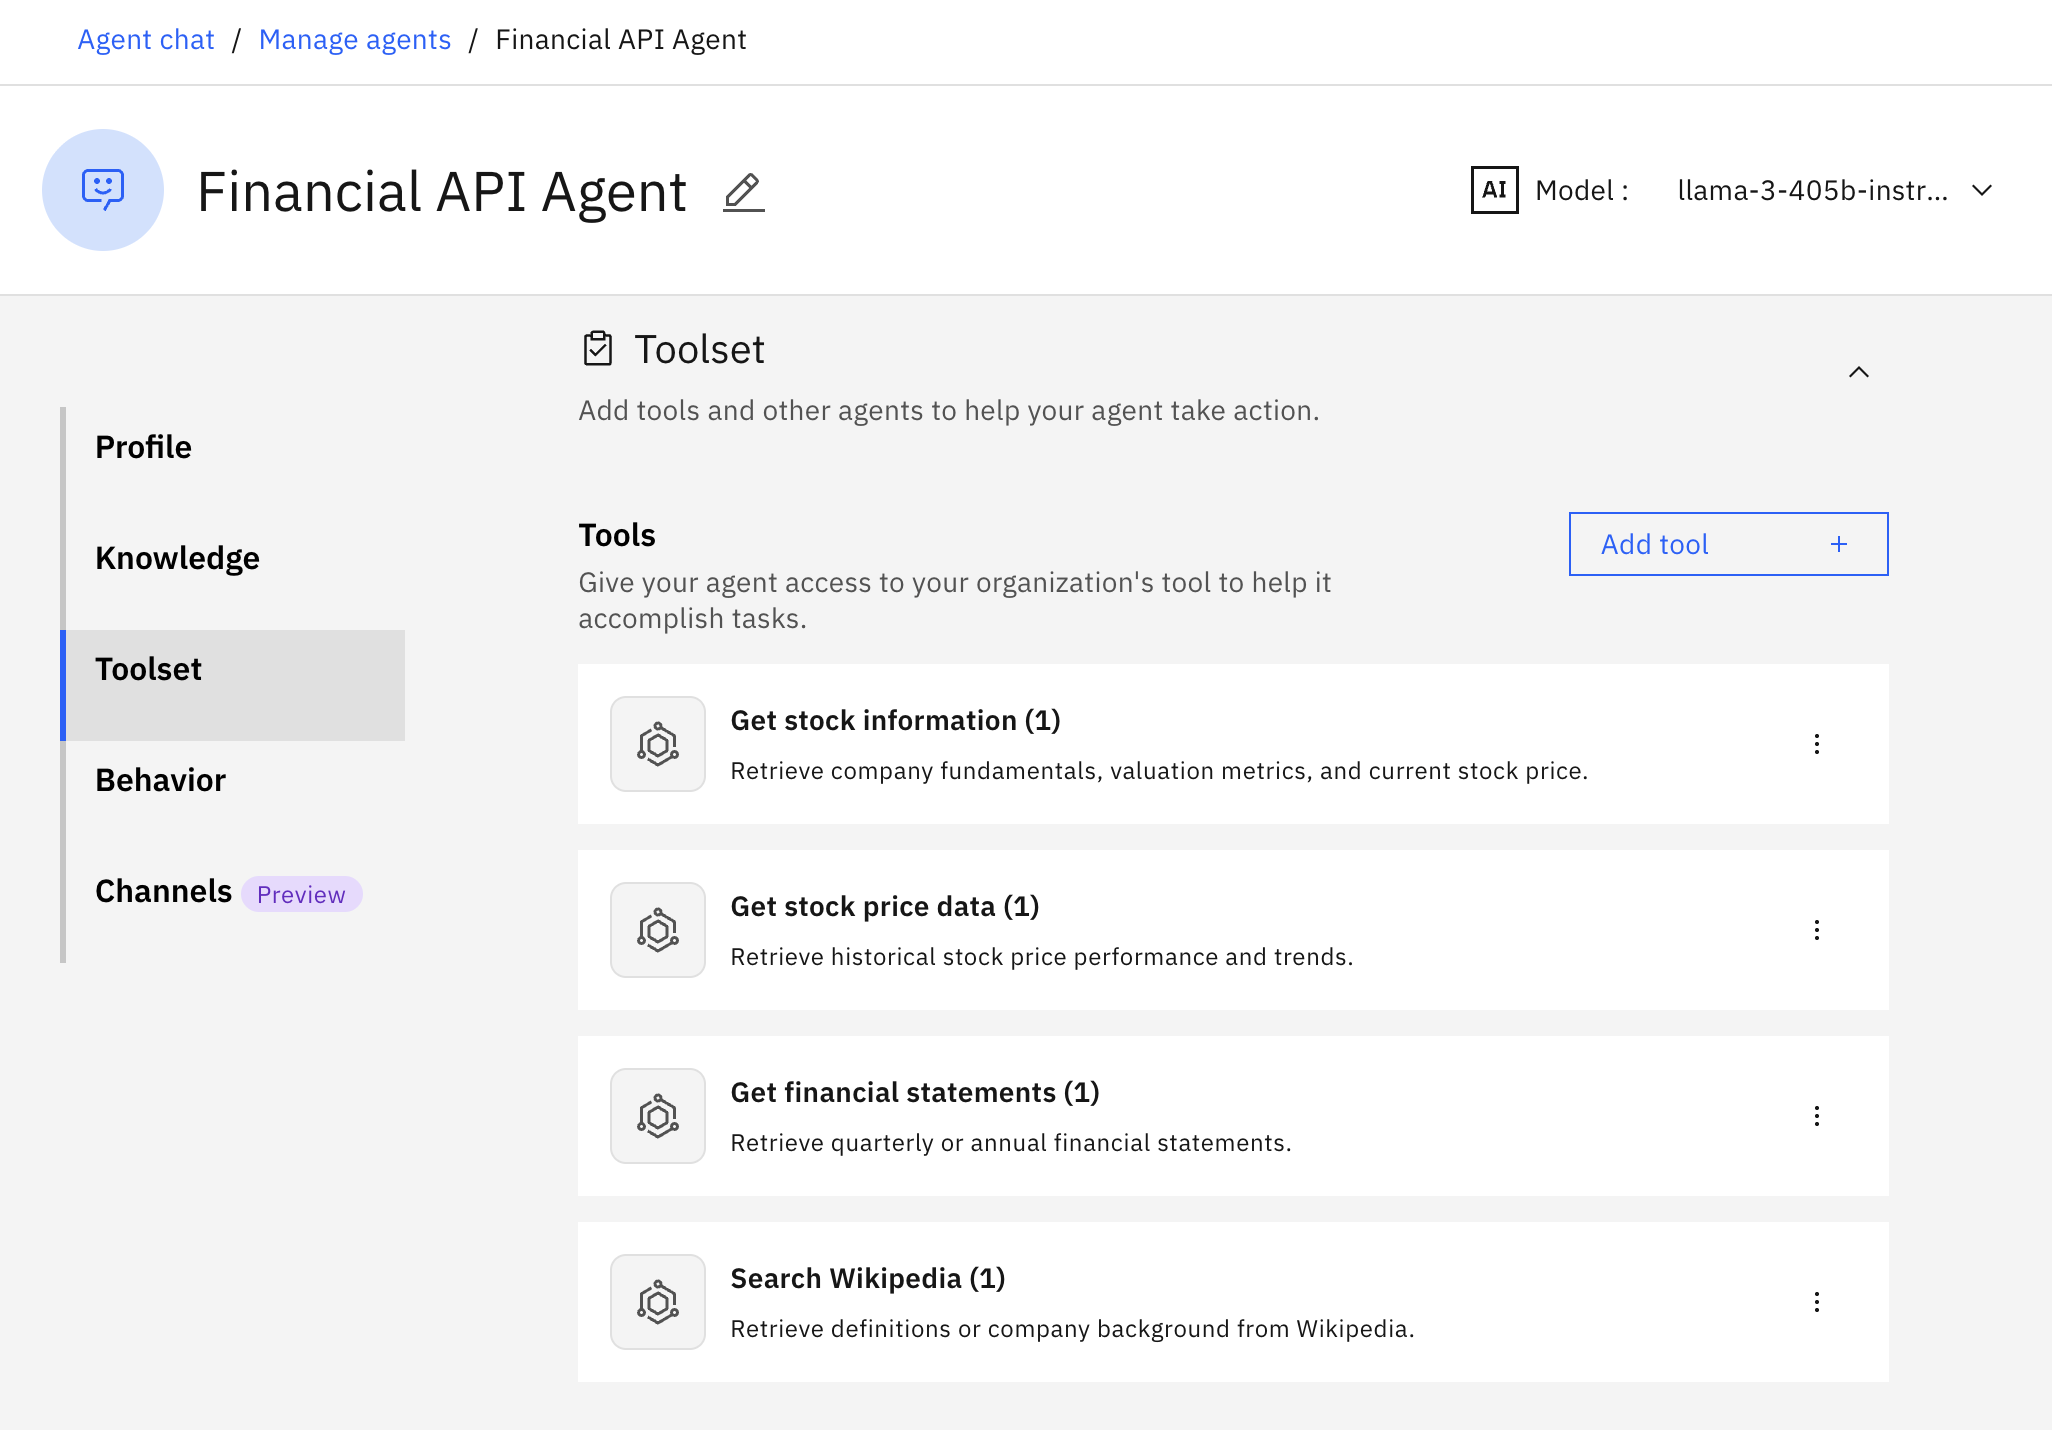 Agent chat / Manage agents / Financial API Agent
Financial API Agent
AI Model : llama-3-405b-instr...
Toolset
Add tools and other agents to help your agent take action.
Profile
Knowledge
Toolset
Behavior
Channels Preview
Tools
Add tool +
Give your agent access to your organization's tool to help it
accomplish tasks.
Get stock information (1)
Retrieve company fundamentals, valuation metrics, and current stock price.
Get stock price data (1)
Retrieve historical stock price performance and trends.
Get financial statements (1)
Retrieve quarterly or annual financial statements.
Search Wikipedia (1)
Retrieve definitions or company background from Wikipedia.